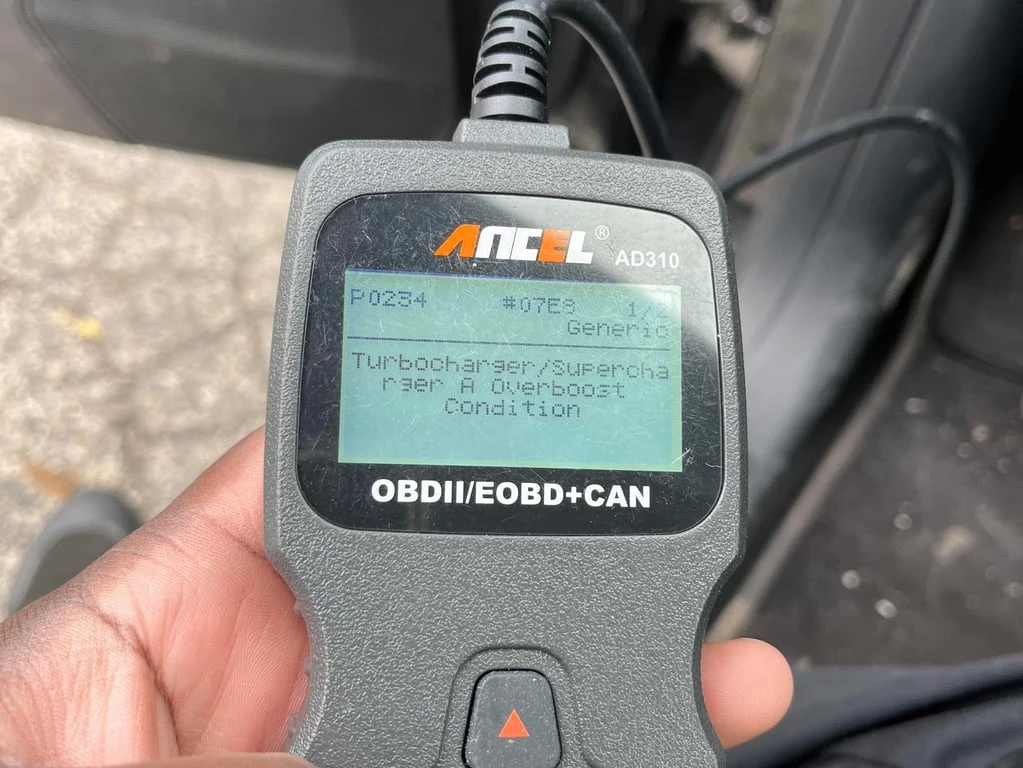 ANCEL®
AD310
P0234 #07E8 1/2
Generic
Turbocharger/Supercha
rger A Overboost
Condition
OBDII/EOBD+CAN